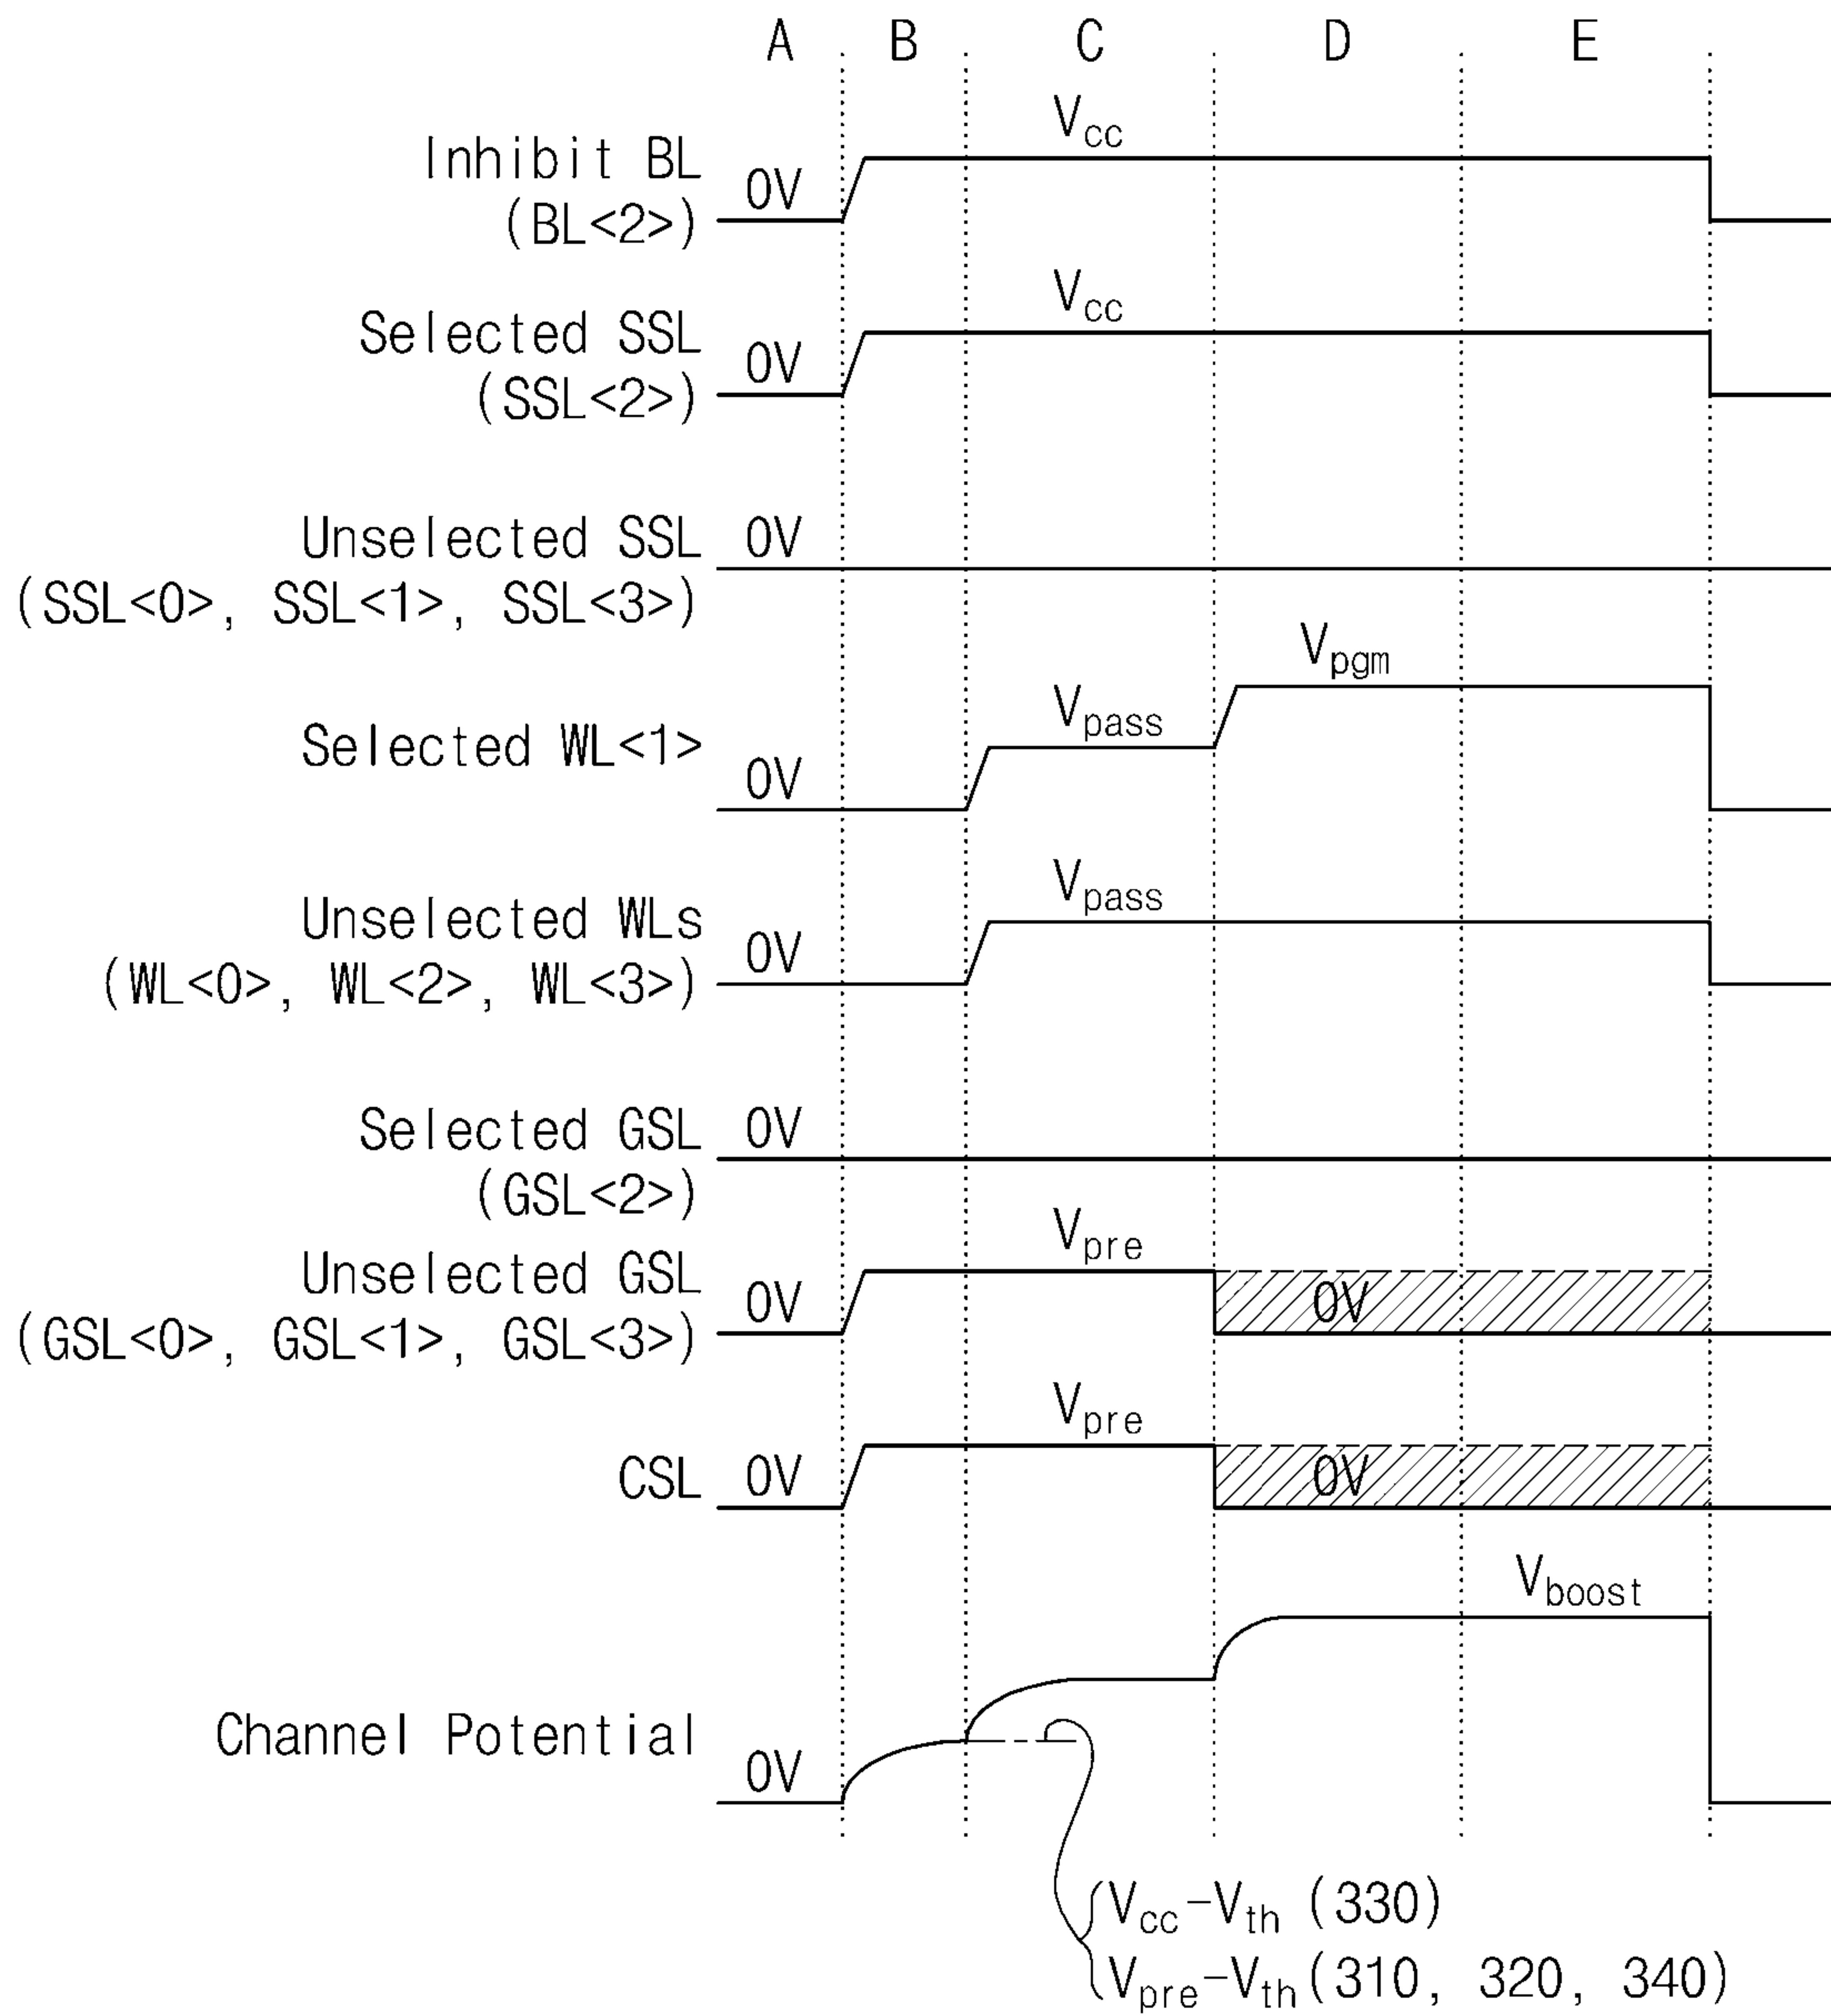 A B C D E
Inhibit BL
(BL<2>)
0V
Vcc
Selected SSL
(SSL<2>)
0V
Vcc
Unselected SSL
(SSL<0>, SSL<1>, SSL<3>)
0V
Selected WL<1>
0V
Vpass
Vpgm
Unselected WLs
(WL<0>, WL<2>, WL<3>)
0V
Vpass
Selected GSL
(GSL<2>)
0V
Unselected GSL
(GSL<0>, GSL<1>, GSL<3>)
0V
Vpre
0V
CSL
0V
Vpre
0V
Channel Potential
0V
Vboost
Vcc-Vth (330)
Vpre-Vth(310, 320, 340)